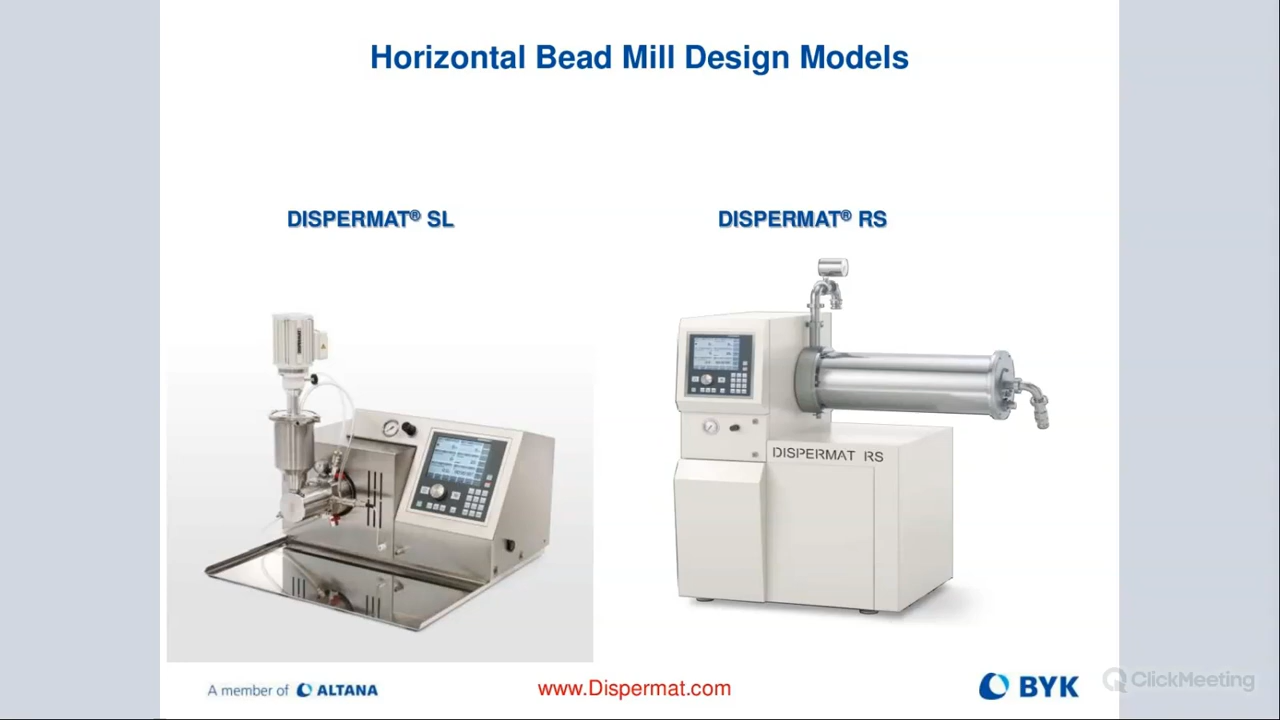 Horizontal Bead Mill Design Models
DISPERMAT® SL
DISPERMAT® RS
DISPERMAT RS
A member of ALTANA
www.Dispermat.com
BYK
ClickMeeting